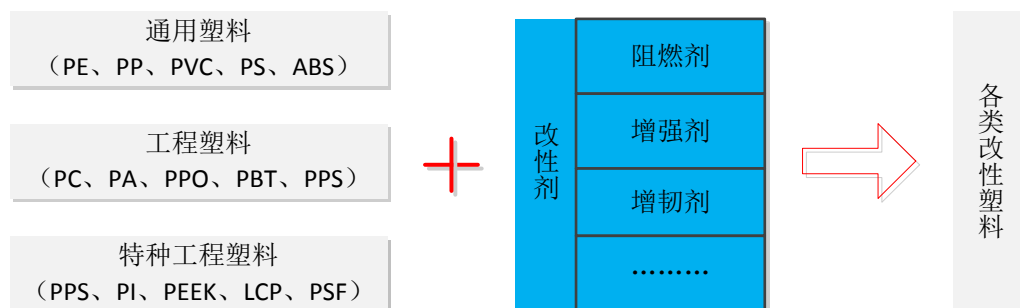 通用塑料
（PE、PP、PVC、PS、ABS）
工程塑料
（PC、PA、PPO、PBT、PPS）
特种工程塑料
（PPS、PI、PEEK、LCP、PSF）
改性剂
阻燃剂
增强剂
增韧剂
………
各类改性塑料